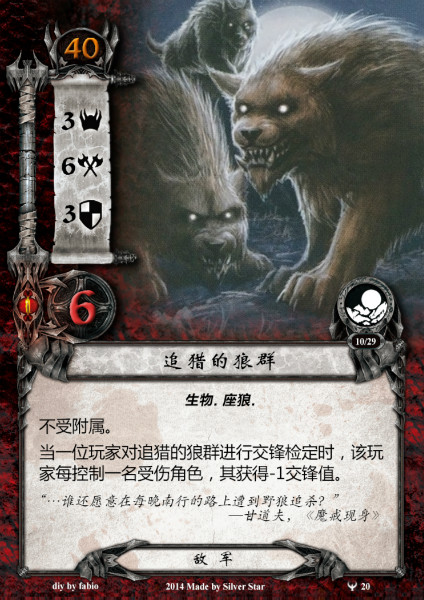 40
3
6
3
6
10/29
追猎的狼群
生物. 座狼.
不受附属。
当一位玩家对追猎的狼群进行交锋检定时，该玩
家每控制一名受伤角色，其获得-1交锋值。
“…谁还愿意在每晚南行的路上遭到野狼追杀？”
—甘道夫，《魔戒现身》
敌军
diy by fabio
2014 Made by Silver Star
20